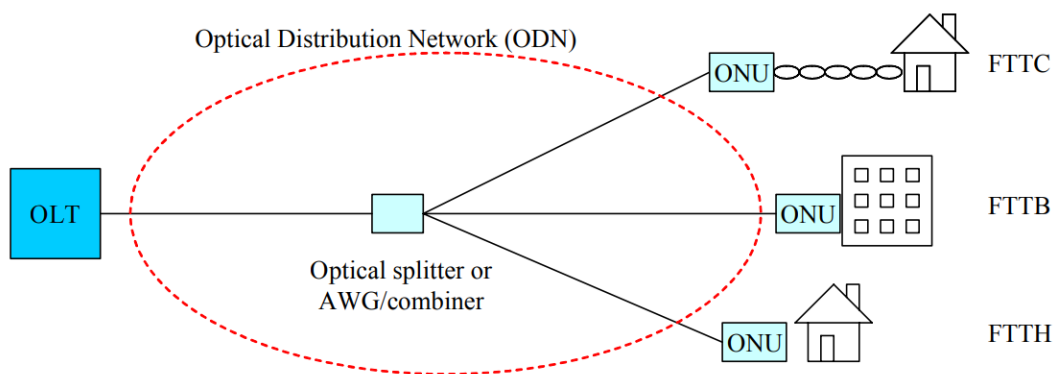 Optical Distribution Network (ODN)
ONU
FTTC
OLT
ONU
FTTB
Optical splitter or
AWG/combiner
ONU
FTTH